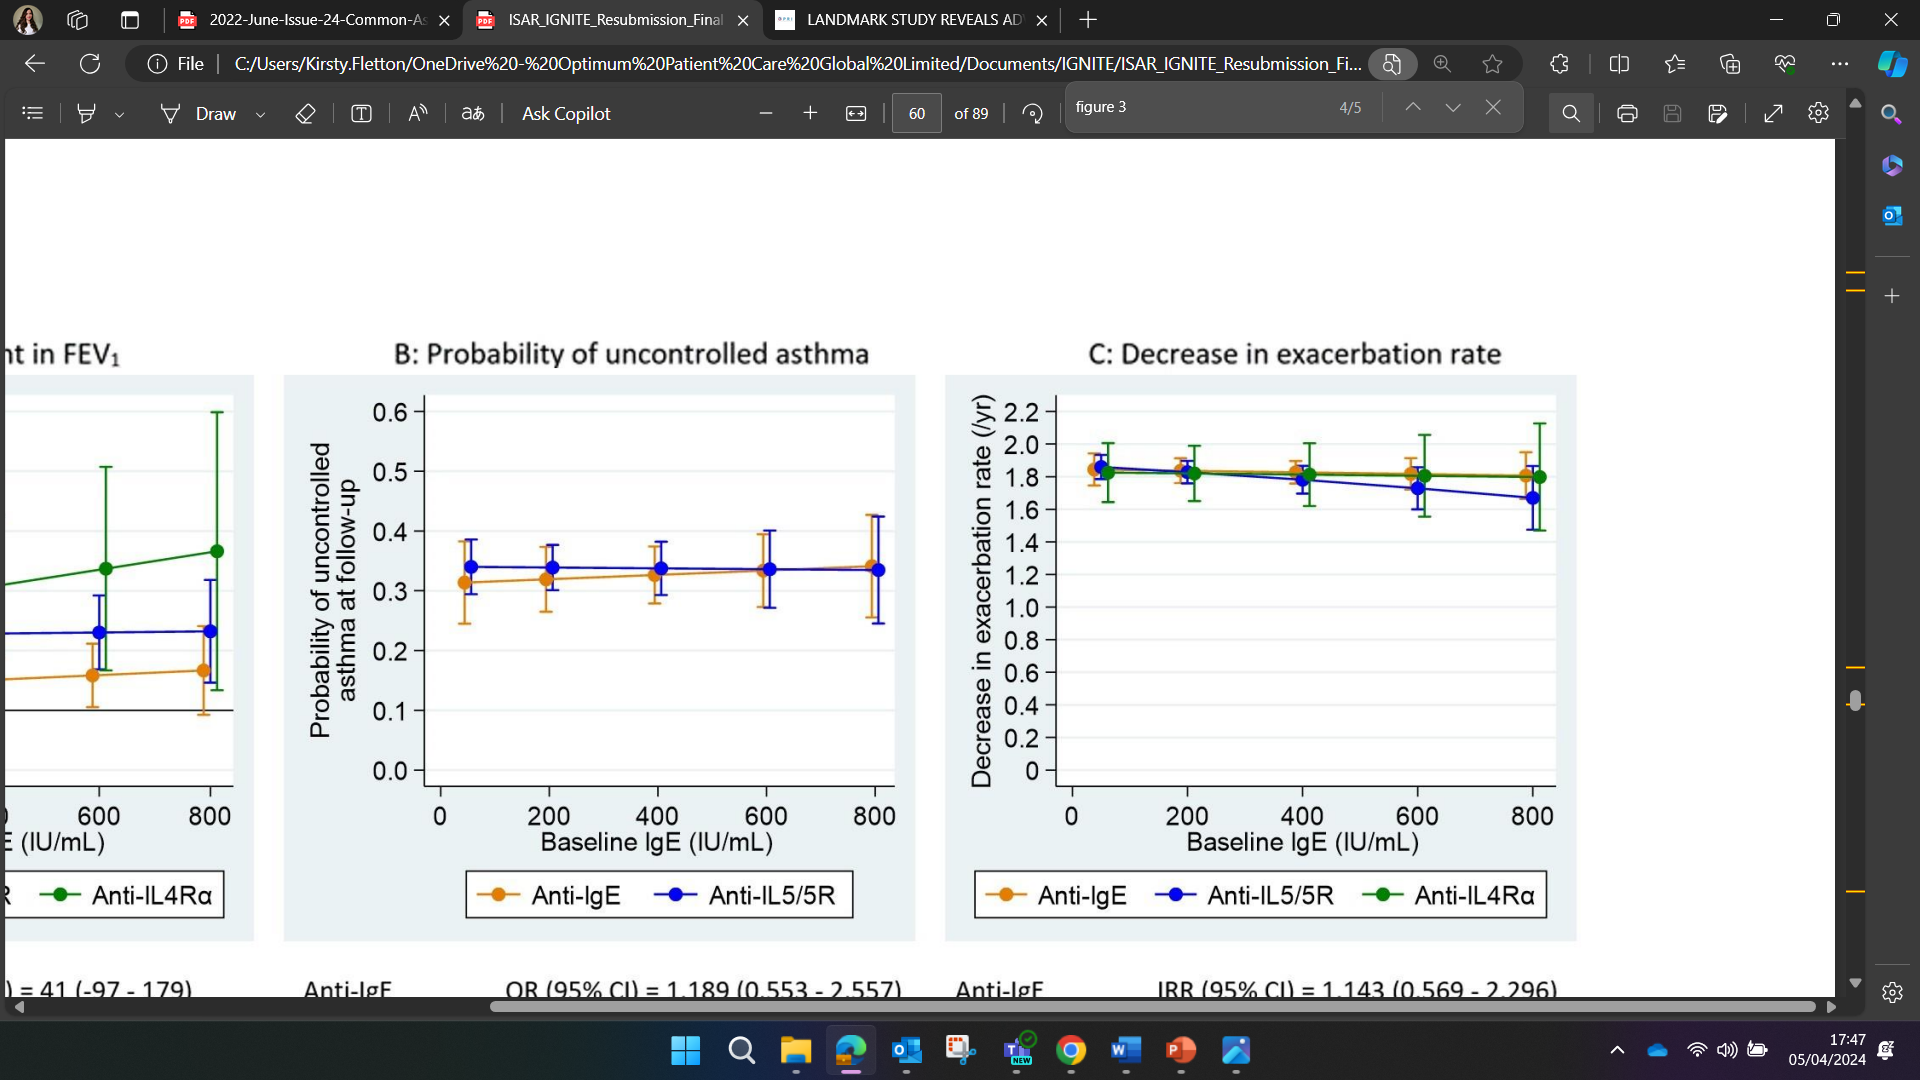 2022-June-Issue-24-Common-As
ISAR_IGNITE_Resubmission_Final
LANDMARK STUDY REVEALS AD
File
C:/Users/Kirsty.Fletton/OneDrive%20-%20Optimum%20Patient%20Care%20Global%20Limited/Documents/IGNITE/ISAR_IGNITE_Resubmission_Fi...
Draw
Ask Copilot
60 of 89
figure 3
4/5
nt in FEV₁
600 800
E (IU/mL)
R Anti-IL4Rα
) = 41 (-97 - 179)
B: Probability of uncontrolled asthma
Probability of uncontrolled
asthma at follow-up
0.6
0.5
0.4
0.3
0.2
0.1
0.0
0 200 400 600 800
Baseline IgE (IU/mL)
Anti-IgE Anti-IL5/5R
Anti-IgE OR (95% CI) = 1.189 (0.553 - 2.557)
C: Decrease in exacerbation rate
Decrease in exacerbation rate (/yr)
2.2
2.0
1.8
1.6
1.4
1.2
1.0
0.8
0.6
0.4
0.2
0
0 200 400 600 800
Baseline IgE (IU/mL)
Anti-IgE Anti-IL5/5R Anti-IL4Rα
Anti-IgE IRR (95% CI) = 1.143 (0.569 - 2.296)
17:47
05/04/2024